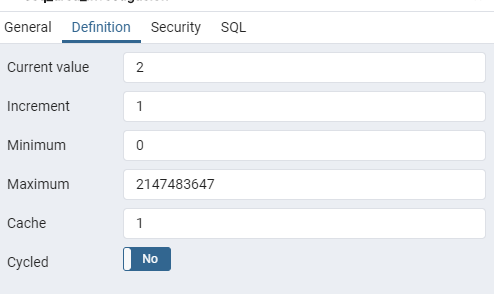 General Definition Security SQL
Current value 2
Increment 1
Minimum 0
Maximum 2147483647
Cache 1
Cycled No